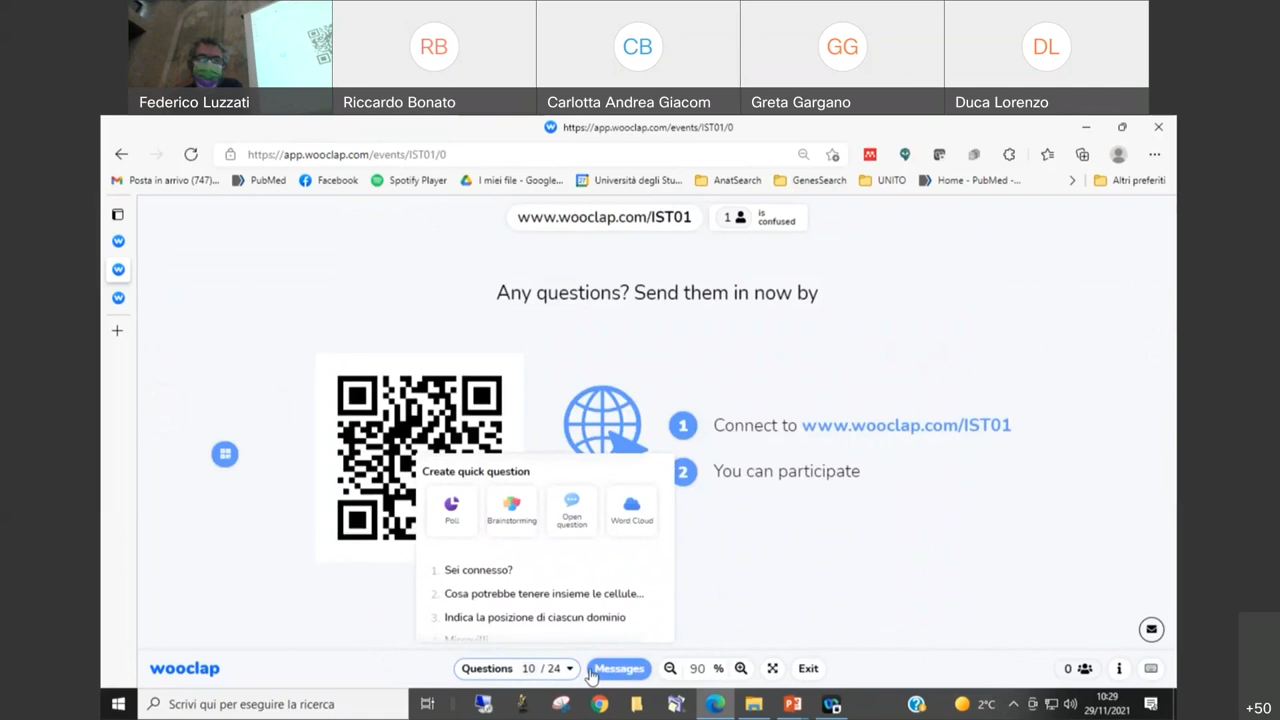 RB
CB
GG
DL
Federico Luzzati
Riccardo Bonato
Carlotta Andrea Giacom
Greta Gargano
Duca Lorenzo
https://app.wooclap.com/events/IST01/0
https://app.wooclap.com/events/IST01/0
Posta in arrivo (747)...
PubMed
Facebook
Spotify Player
I miei file - Google...
Università degli Stu...
AnatSearch
GenesSearch
UNITO
Home - PubMed -...
Altri preferiti
www.wooclap.com/IST01
1
is confused
Any questions? Send them in now by
1 Connect to www.wooclap.com/IST01
2 You can participate
Create quick question
Poll
Brainstorming
Open question
Word Cloud
1. Sei connesso?
2. Cosa potrebbe tenere insieme le cellule...
3. Indica la posizione di ciascun dominio
wooclap
Questions 10 / 24
Messages
90 %
Exit
0
Scrivi qui per eseguire la ricerca
2°C
10:29
29/11/2021
+50